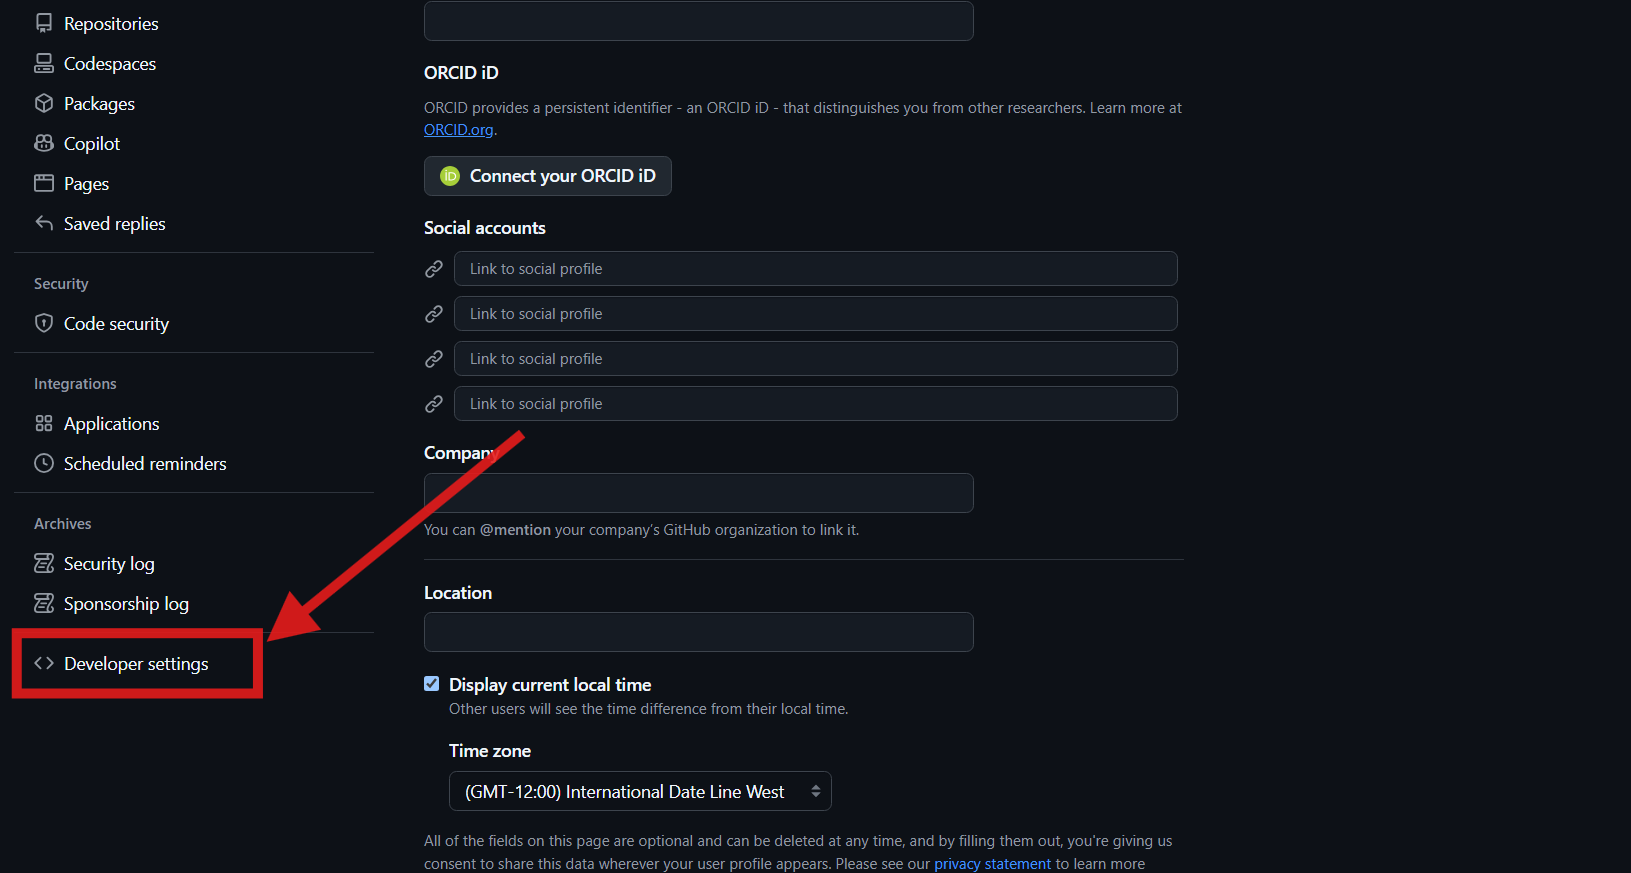 Repositories
Codespaces
Packages
Copilot
Pages
Saved replies
Security
Code security
Integrations
Applications
Scheduled reminders
Archives
Security log
Sponsorship log
Developer settings
ORCID iD
ORCID provides a persistent identifier - an ORCID iD - that distinguishes you from other researchers. Learn more at
ORCID.org.
iD Connect your ORCID iD
Social accounts
Link to social profile
Link to social profile
Link to social profile
Link to social profile
Company
You can @mention your company's GitHub organization to link it.
Location
Display current local time
Other users will see the time difference from their local time.
Time zone
(GMT-12:00) International Date Line West
All of the fields on this page are optional and can be deleted at any time, and by filling them out, you're giving us
consent to share this data wherever your user profile appears. Please see our privacy statement to learn more